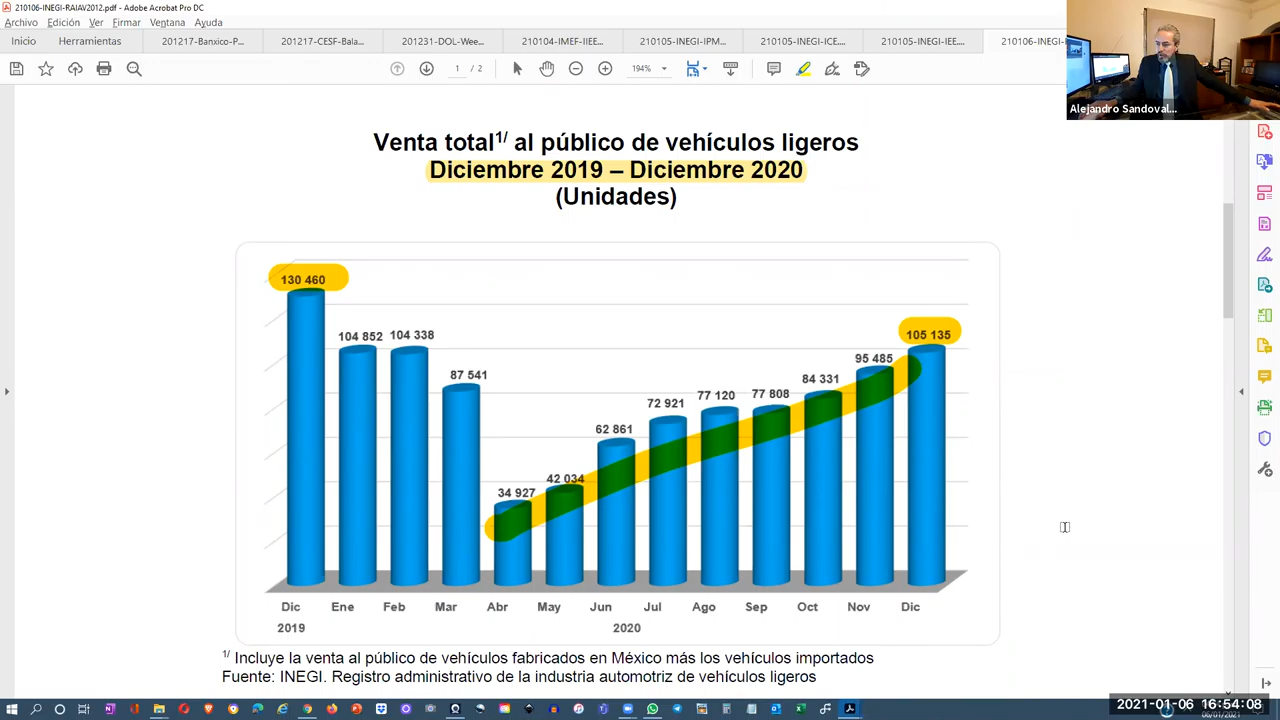 210106-INEGI-RAIAV2012.pdf - Adobe Acrobat Pro DC
Archivo Edición Ver Firmar Ventana Ayuda
Inicio Herramientas 201217-Banxico-P... 201217-CESF-Bala... 201231-DOL-Ver... 210104-IMEF-IIEE... 210105-INEGI-IPM... 210105-INEGI-ICE.... 210105-INEGI-IEE.... 210106-INEGI-
1 / 2 194%
Alejandro Sandoval...
Venta total1/ al público de vehículos ligeros
Diciembre 2019 – Diciembre 2020
(Unidades)
130 460
104 852
104 338
87 541
34 927
42 034
62 861
72 921
77 120
77 808
84 331
95 485
105 135
Dic Ene Feb Mar Abr May Jun Jul Ago Sep Oct Nov Dic
2019 2020
1/ Incluye la venta al público de vehículos fabricados en México más los vehículos importados
Fuente: INEGI. Registro administrativo de la industria automotriz de vehículos ligeros
2021-01-06 16:54:08